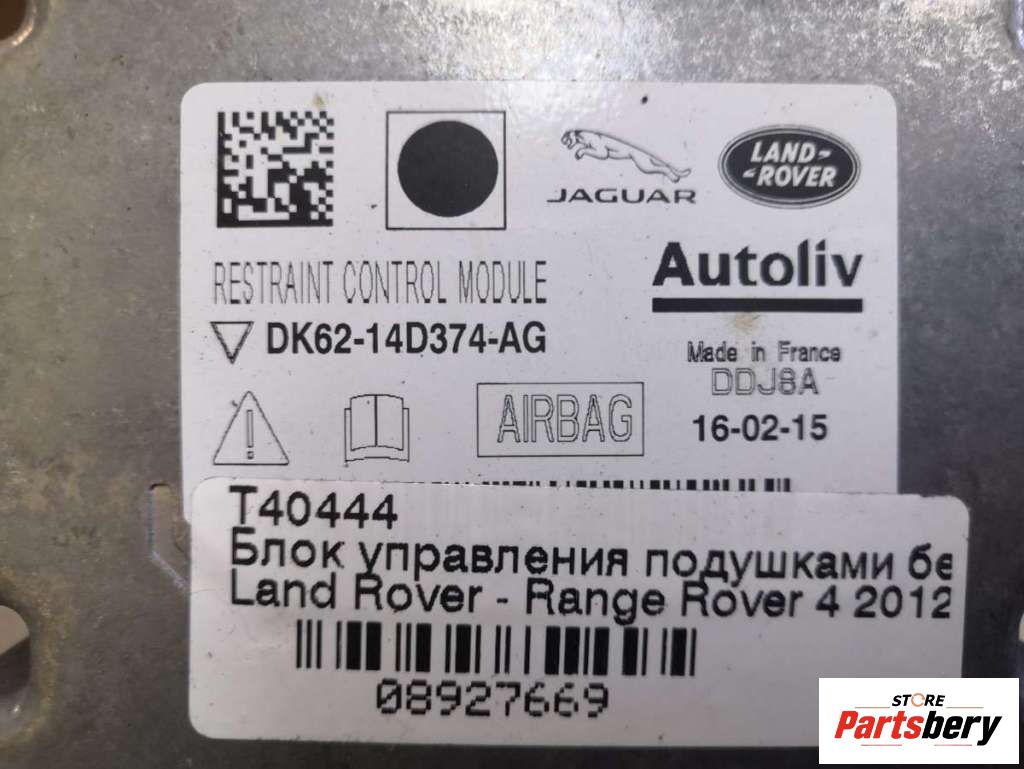 JAGUAR
LAND-
-ROVER
RESTRAINT CONTROL MODULE
Autoliv
DK62-14D374-AG
Made in France
DDJ8A
AIRBAG
16-02-15
T40444
Блок управления подушками бе
Land Rover - Range Rover 4 2012
08927669
STORE
Partsbery